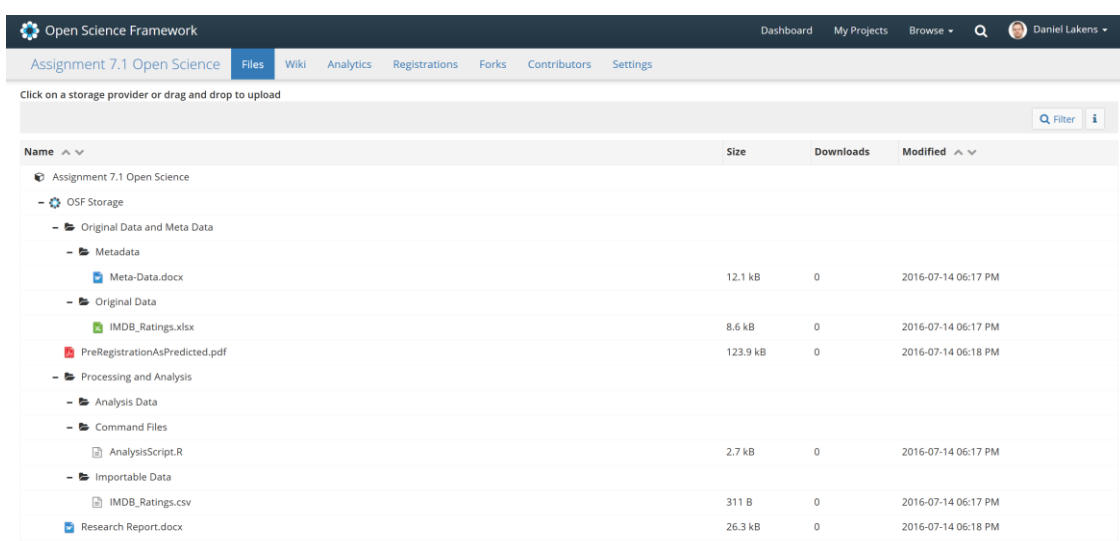 Open Science Framework Dashboard My Projects Browse Daniel Lakens
Assignment 7.1 Open Science Files Wiki Analytics Registrations Forks Contributors Settings
Click on a storage provider or drag and drop to upload
Filter i
Name Size Downloads Modified
Assignment 7.1 Open Science
OSF Storage
Original Data and Meta Data
Metadata
Meta-Data.docx 12.1 kB 0 2016-07-14 06:17 PM
Original Data
IMDB_Ratings.xlsx 8.6 kB 0 2016-07-14 06:17 PM
PreRegistrationAsPredicted.pdf 123.9 kB 0 2016-07-14 06:18 PM
Processing and Analysis
Analysis Data
Command Files
AnalysisScript.R 2.7 kB 0 2016-07-14 06:17 PM
Importable Data
IMDB_Ratings.csv 311 B 0 2016-07-14 06:17 PM
Research Report.docx 26.3 kB 0 2016-07-14 06:18 PM